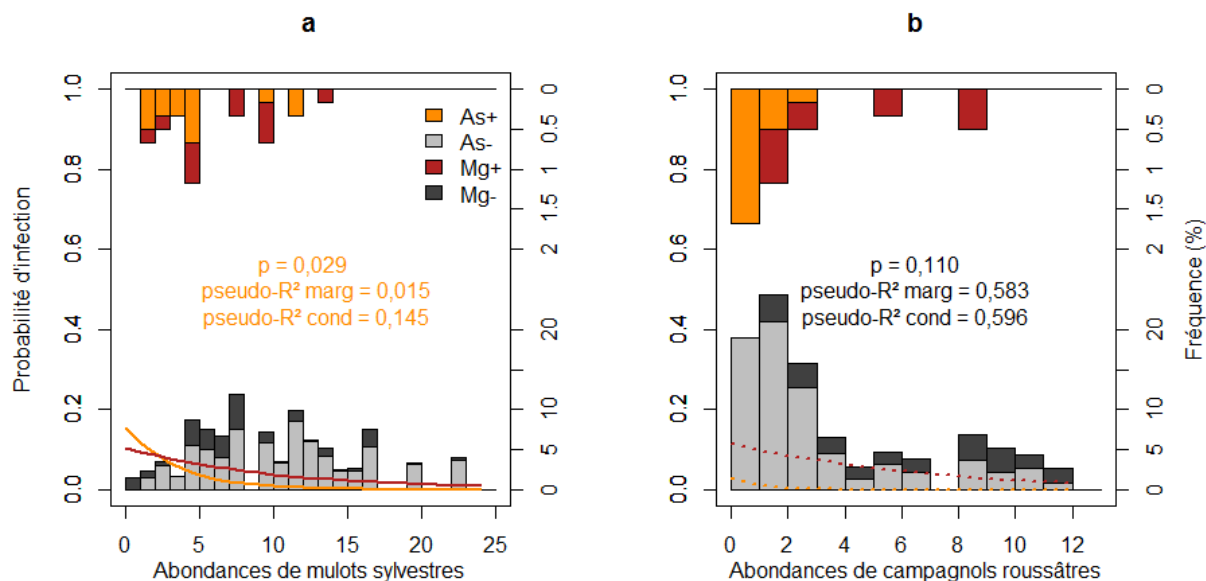 a
b
Probabilité d'infection
1.0
0.8
0.6
0.4
0.2
0.0
0
0.5
1
1.5
2
20
10
5
0
As+
As-
Mg+
Mg-
p = 0,029
pseudo-R² marg = 0,015
pseudo-R² cond = 0,145
0 5 10 15 20 25
Abondances de mulots sylvestres
1.0
0.8
0.6
0.4
0.2
0.0
p = 0,110
pseudo-R² marg = 0,583
pseudo-R² cond = 0,596
0
0.5
1
1.5
2
20
10
5
0
Fréquence (%)
0 2 4 6 8 10 12
Abondances de campagnols roussâtres